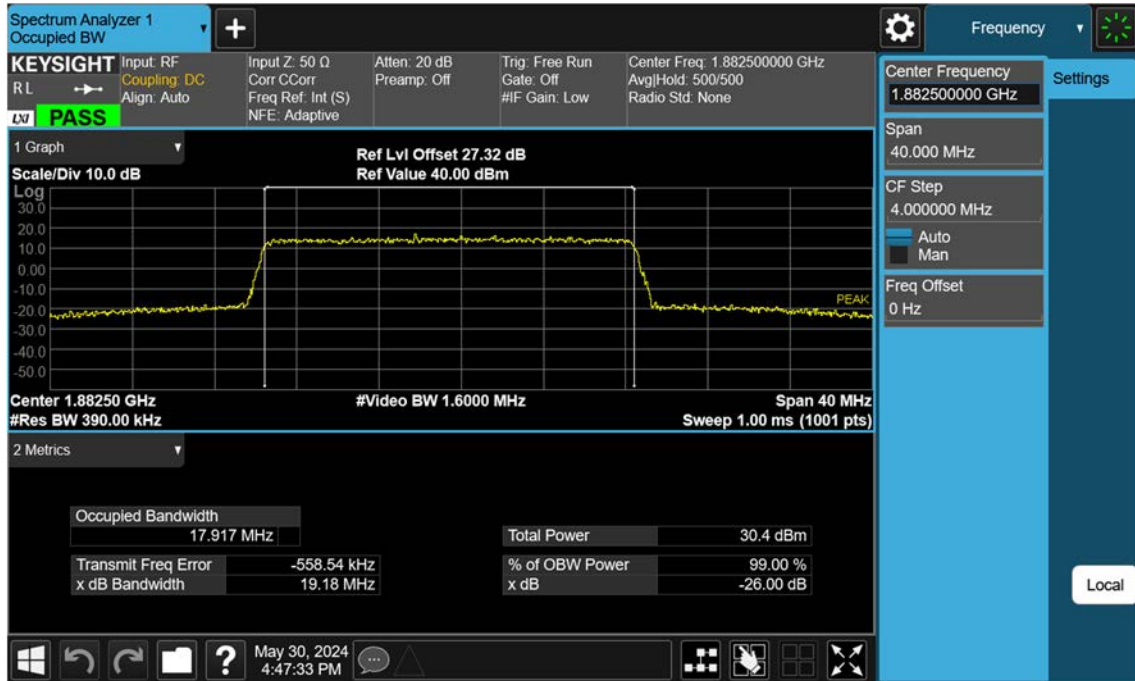 Spectrum Analyzer 1
Occupied BW
+
Frequency
KEYSIGHT
R L
LXI PASS
Input: RF
Coupling: DC
Align: Auto
Input Z: 50 Ω
Corr CCorr
Freq Ref: Int (S)
NFE: Adaptive
Atten: 20 dB
Preamp: Off
Trig: Free Run
Gate: Off
#IF Gain: Low
Center Freq: 1.882500000 GHz
Avg|Hold: 500/500
Radio Std: None
1 Graph
Scale/Div 10.0 dB
Ref Lvl Offset 27.32 dB
Ref Value 40.00 dBm
Log
30.0
20.0
10.0
0.00
-10.0
-20.0
-30.0
-40.0
-50.0
PEAK
Center 1.88250 GHz
#Video BW 1.6000 MHz
Span 40 MHz
#Res BW 390.00 kHz
Sweep 1.00 ms (1001 pts)
2 Metrics
Occupied Bandwidth
17.917 MHz
Total Power 30.4 dBm
Transmit Freq Error -558.54 kHz
% of OBW Power 99.00 %
x dB Bandwidth 19.18 MHz
x dB -26.00 dB
Center Frequency
1.882500000 GHz
Settings
Span
40.000 MHz
CF Step
4.000000 MHz
Auto
Man
Freq Offset
0 Hz
Local
?
May 30, 2024
4:47:33 PM